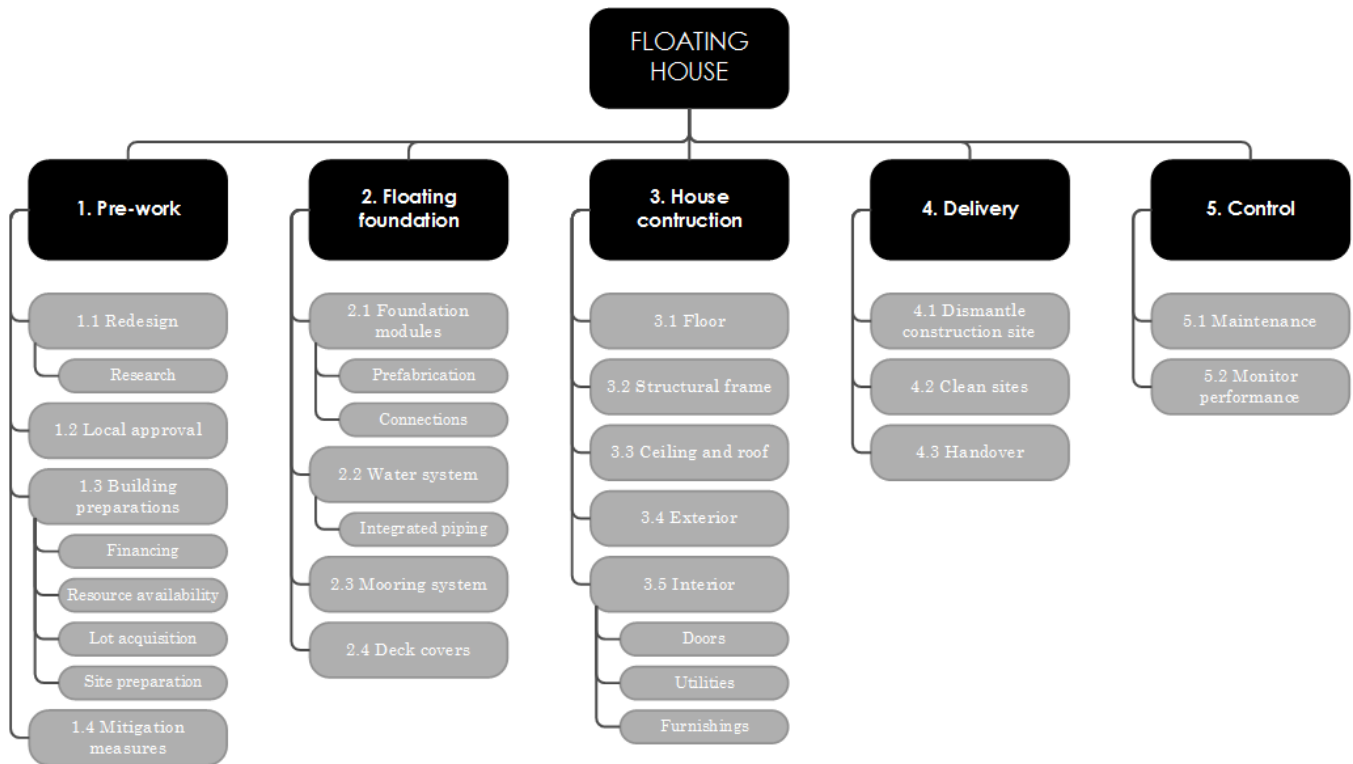 FLOATING
HOUSE
1. Pre-work
1.1 Redesign
Research
1.2 Local approval
1.3 Building
preparations
Financing
Resource availability
Lot acquisition
Site preparation
1.4 Mitigation
measures
2. Floating
foundation
2.1 Foundation
modules
Prefabrication
Connections
2.2 Water system
Integrated piping
2.3 Mooring system
2.4 Deck covers
3. House
contruction
3.1 Floor
3.2 Structural frame
3.3 Ceiling and roof
3.4 Exterior
3.5 Interior
Doors
Utilities
Furnishings
4. Delivery
4.1 Dismantle
construction site
4.2 Clean sites
4.3 Handover
5. Control
5.1 Maintenance
5.2 Monitor
performance